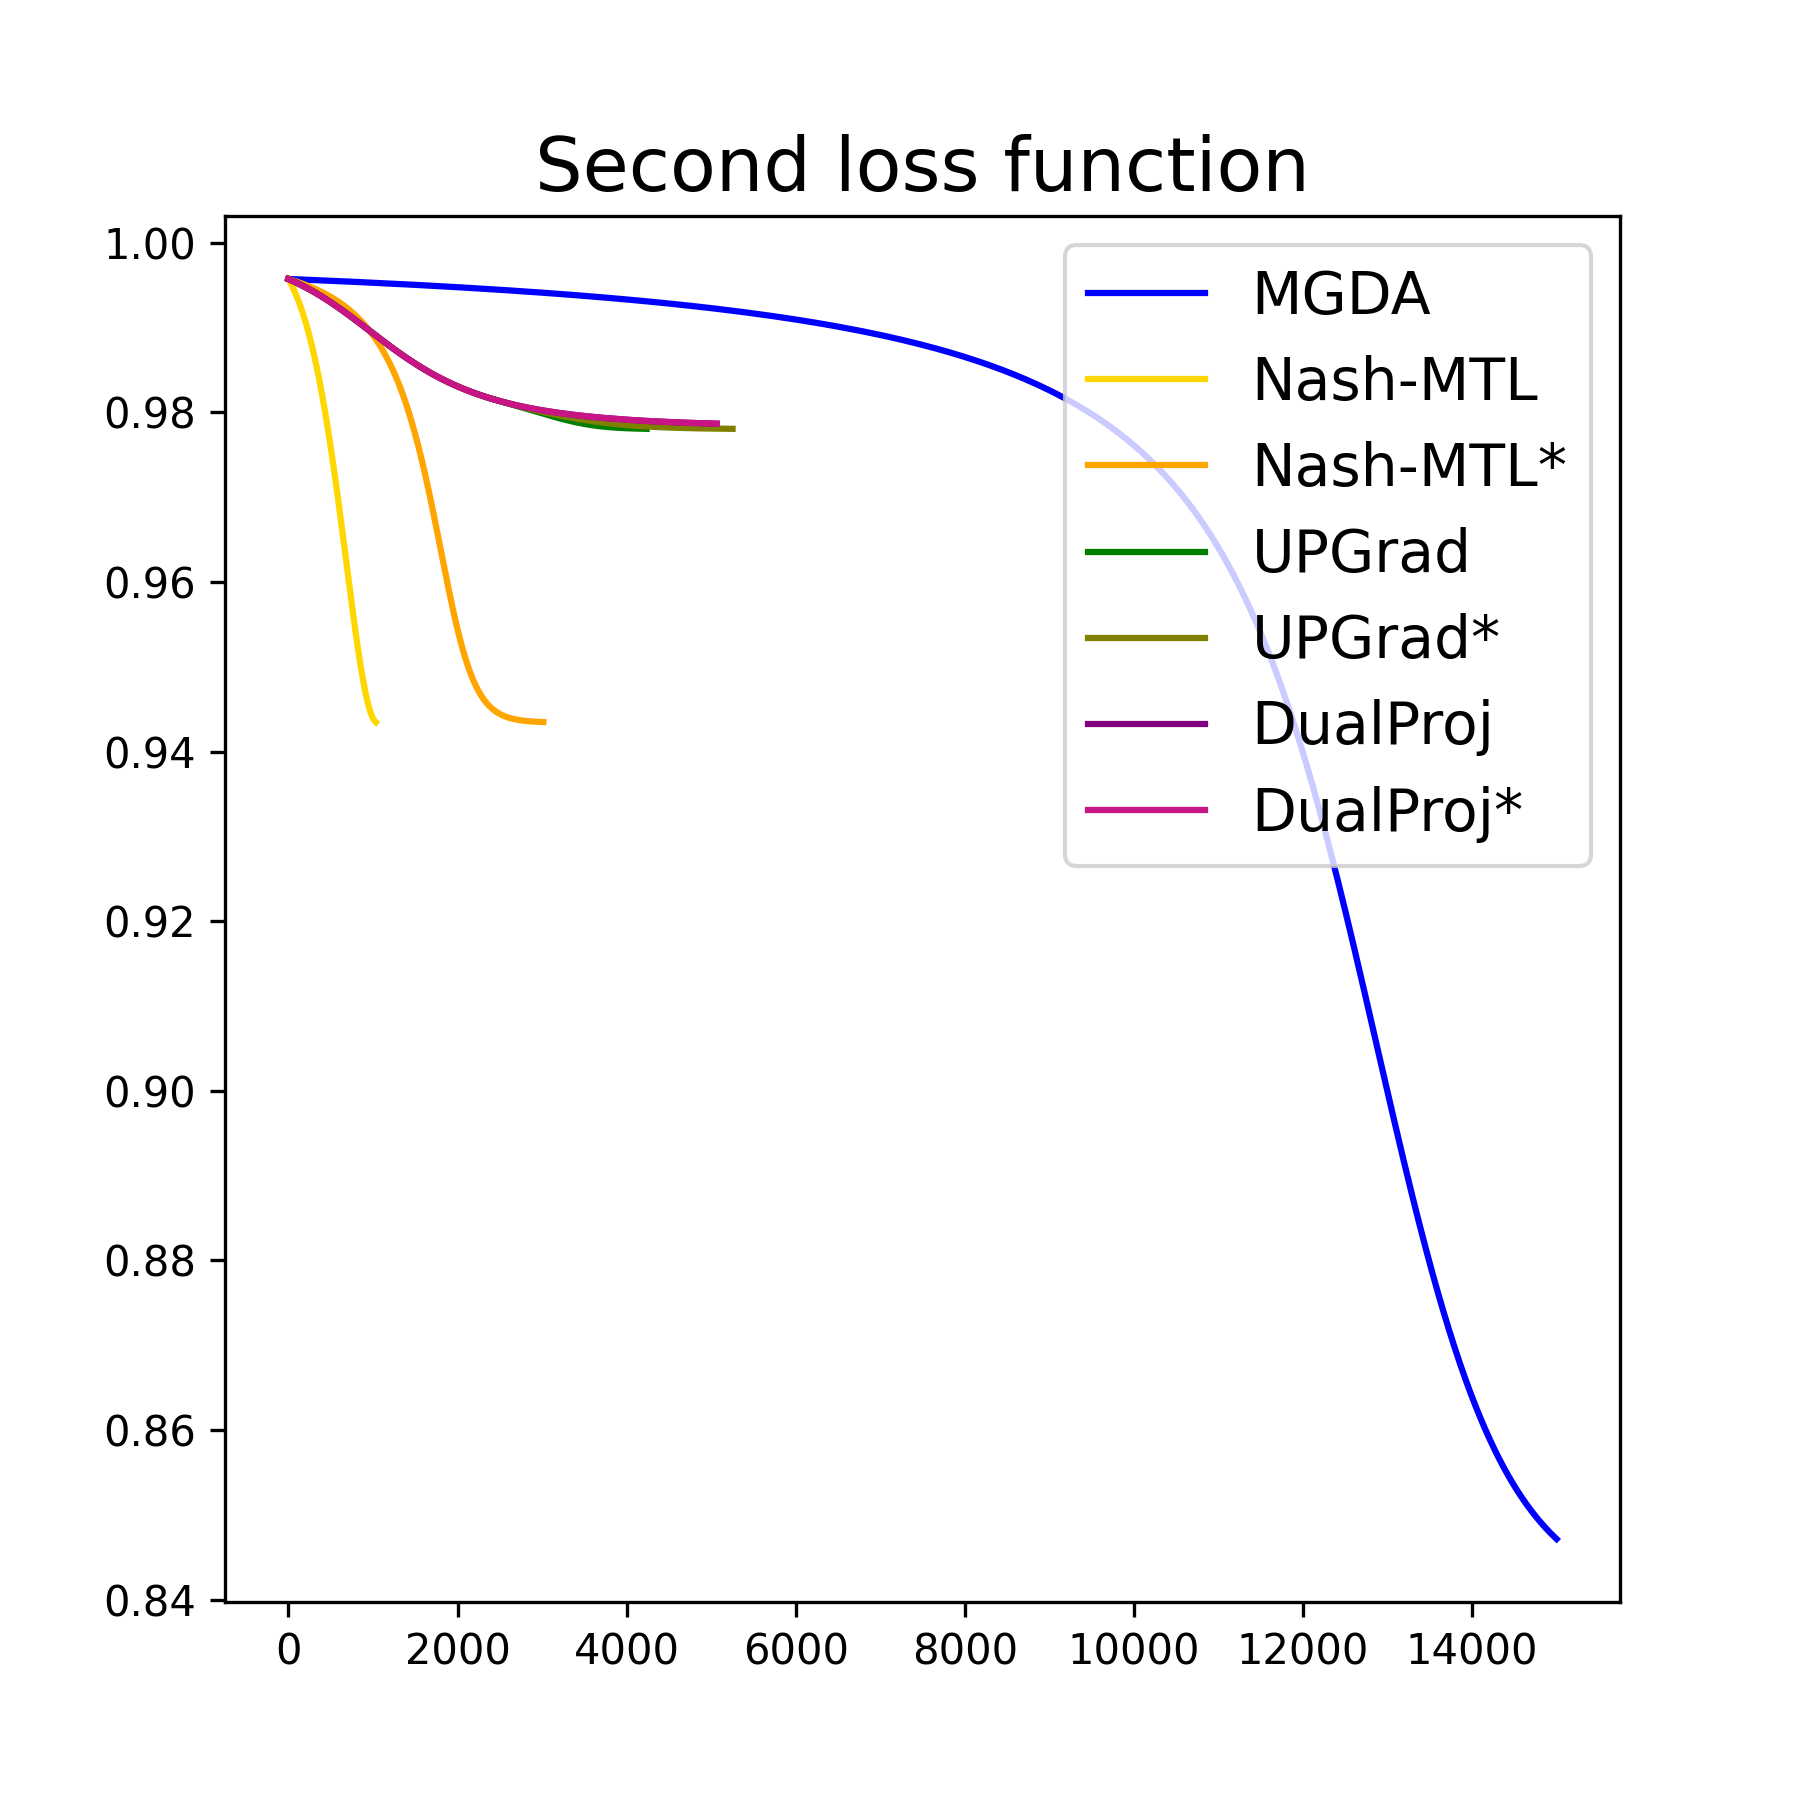 Second loss function
1.00
0.98
0.96
0.94
0.92
0.90
0.88
0.86
0.84
MGDA
Nash-MTL
Nash-MTL*
UPGrad
UPGrad*
DualProj
DualProj*
0 2000 4000 6000 8000 10000 12000 14000